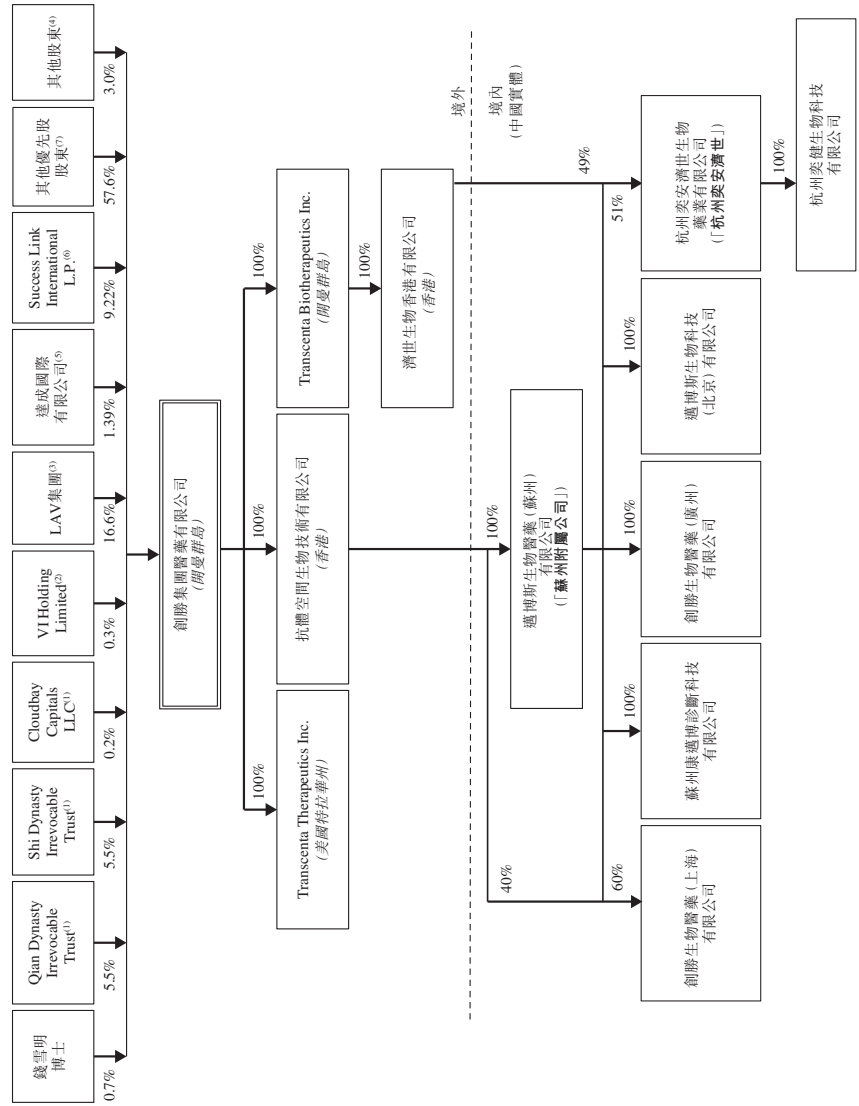 錢雪明
博士
Qian Dynasty
Irrevocable
Trust(1)
Shi Dynasty
Irrevocable
Trust(1)
Cloudbay
Capitals
LLC(1)
VI Holding
Limited(2)
LAV集團(3)
達成國際
有限公司(5)
Success Link
International
L.P.(6)
其他優先股
股東(7)
其他股東(4)
0.7%
5.5%
5.5%
0.2%
0.3%
16.6%
1.39%
9.22%
57.6%
3.0%
創勝集團醫藥有限公司
(開曼群島)
100%
100%
100%
Transcenta Therapeutics Inc.
(美國特拉華州)
抗體空間生物技術有限公司
(香港)
Transcenta Biotherapeutics Inc.
(開曼群島)
100%
濟世生物香港有限公司
(香港)
境外
境內
(中國實體)
40%
100%
49%
邁博斯生物醫藥(蘇州)
有限公司
(「蘇州附屬公司」)
60%
100%
100%
100%
51%
創勝生物醫藥(上海)
有限公司
蘇州康邁博診斷科技
有限公司
創勝生物醫藥(廣州)
有限公司
邁博斯生物科技
(北京)有限公司
杭州奕安濟世生物
藥業有限公司
(「杭州奕安濟世」)
100%
杭州奕健生物科技
有限公司